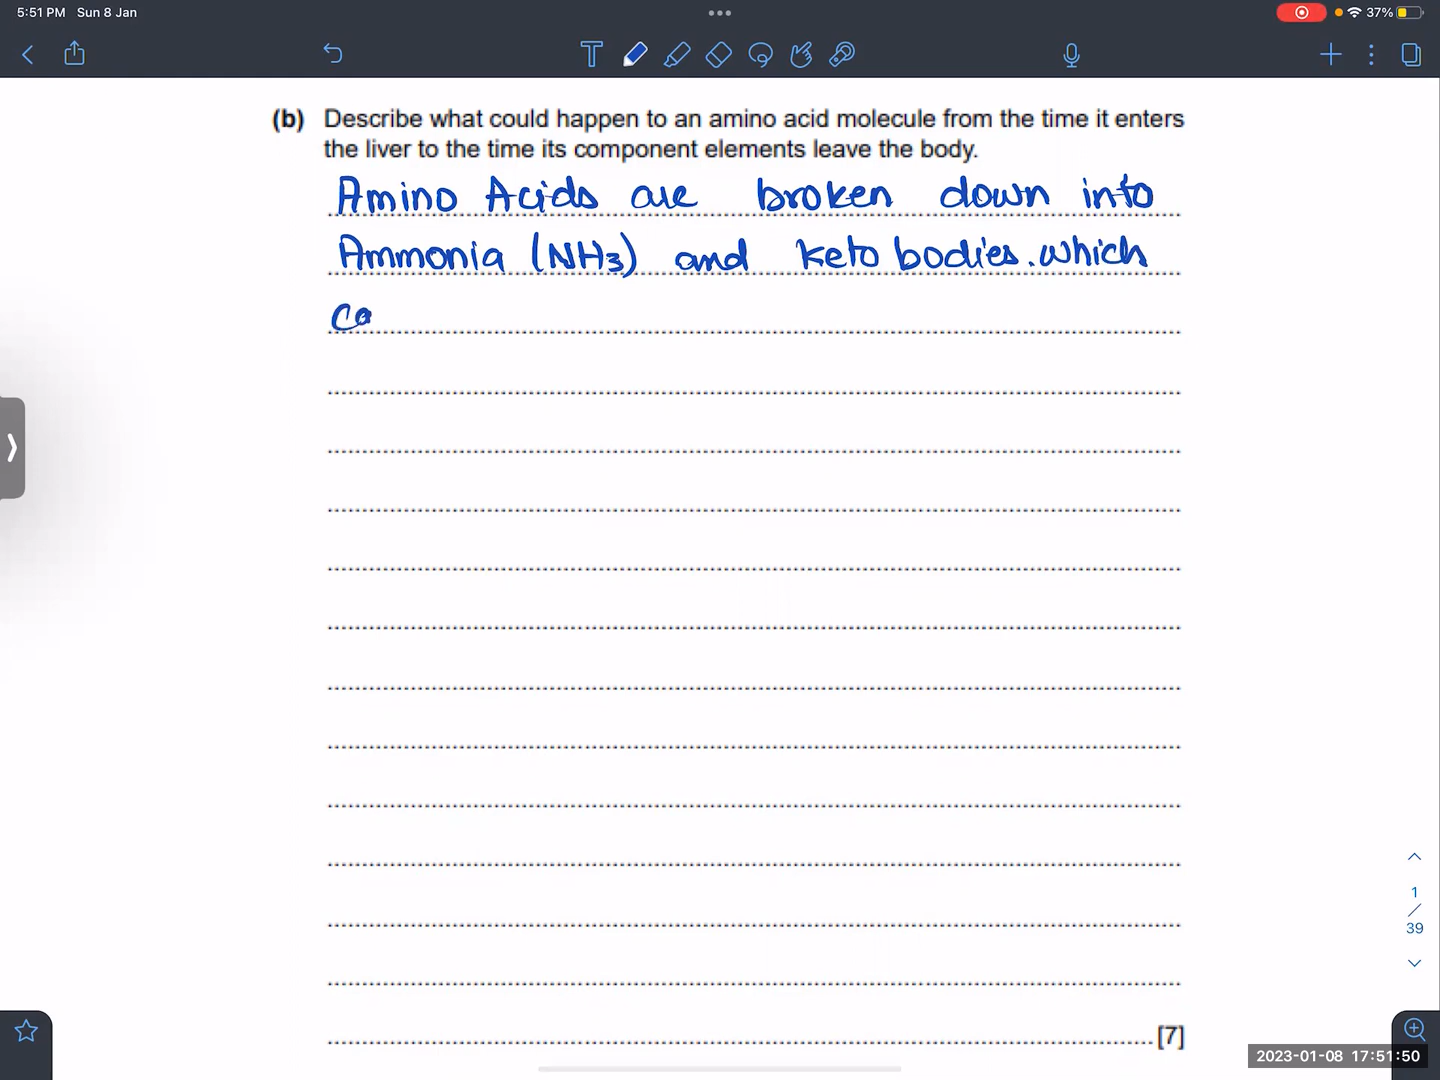 5:51 PM Sun 8 Jan
37%
(b) Describe what could happen to an amino acid molecule from the time it enters
the liver to the time its component elements leave the body.
Amino Acids are broken down into
Ammonia (NH3) and keto bodies. which
ca
[7]
1
/
39
2023-01-08 17:51:50